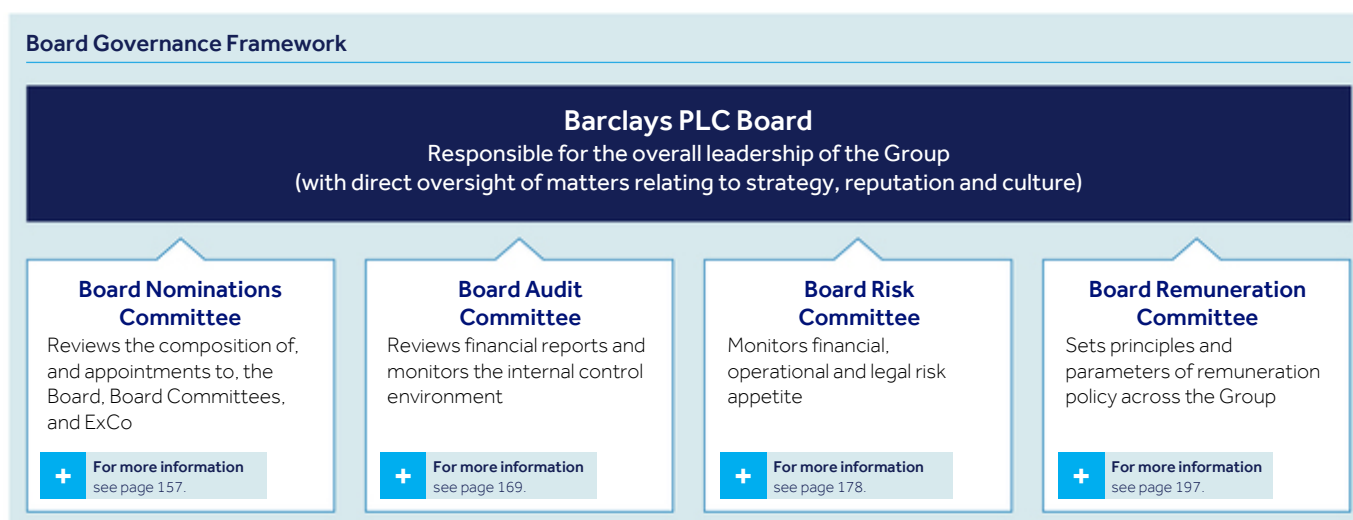 Board Governance Framework
Barclays PLC Board
Responsible for the overall leadership of the Group
(with direct oversight of matters relating to strategy, reputation and culture)
Board Nominations
Committee
Reviews the composition of,
and appointments to, the
Board, Board Committees,
and ExCo
+
For more information
see page 157.
Board Audit
Committee
Reviews financial reports and
monitors the internal control
environment
+
For more information
see page 169.
Board Risk
Committee
Monitors financial,
operational and legal risk
appetite
+
For more information
see page 178.
Board Remuneration
Committee
Sets principles and
parameters of remuneration
policy across the Group
+
For more information
see page 197.